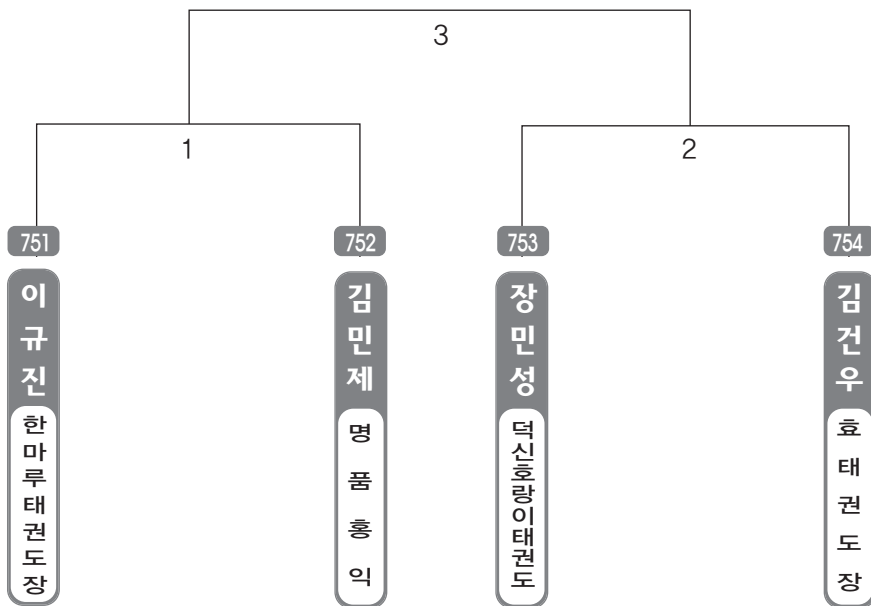 3
1
2
751
752
753
754
이규진
김민제
장민성
김건우
한마루태권도장
명품홍익
덕신호랑이태권도
효태권도장